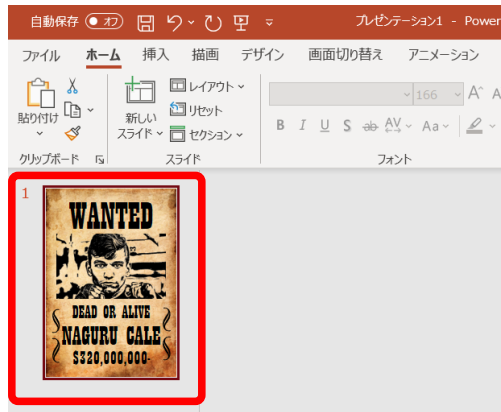 自動保存 オフ プレゼンテーション1 - Power
ファイル ホーム 挿入 描画 デザイン 画面切り替え アニメーション
貼り付け
新しい
スライド
レイアウト
リセット
セクション
166 A^ A
B I U S ab AV Aa
クリップボード スライド フォント
1
WANTED
DEAD OR ALIVE
NAGURU CALE
$320,000,000-